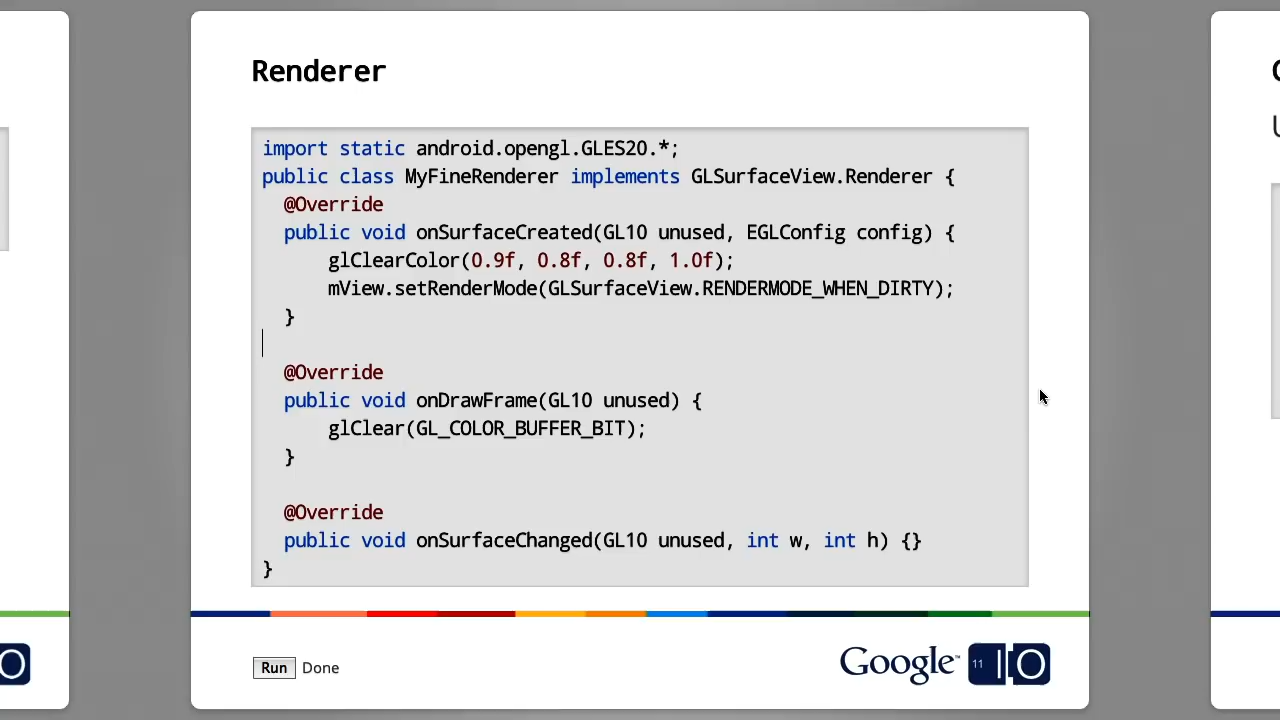 Renderer
import static android.opengl.GLES20.*;
public class MyFineRenderer implements GLSurfaceView.Renderer {
@Override
public void onSurfaceCreated(GL10 unused, EGLConfig config) {
glClearColor(0.9f, 0.8f, 0.8f, 1.0f);
mView.setRenderMode(GLSurfaceView.RENDERMODE_WHEN_DIRTY);
}
@Override
public void onDrawFrame(GL10 unused) {
glClear(GL_COLOR_BUFFER_BIT);
}
@Override
public void onSurfaceChanged(GL10 unused, int w, int h) {}
}
Run Done
Google™ 11 IO